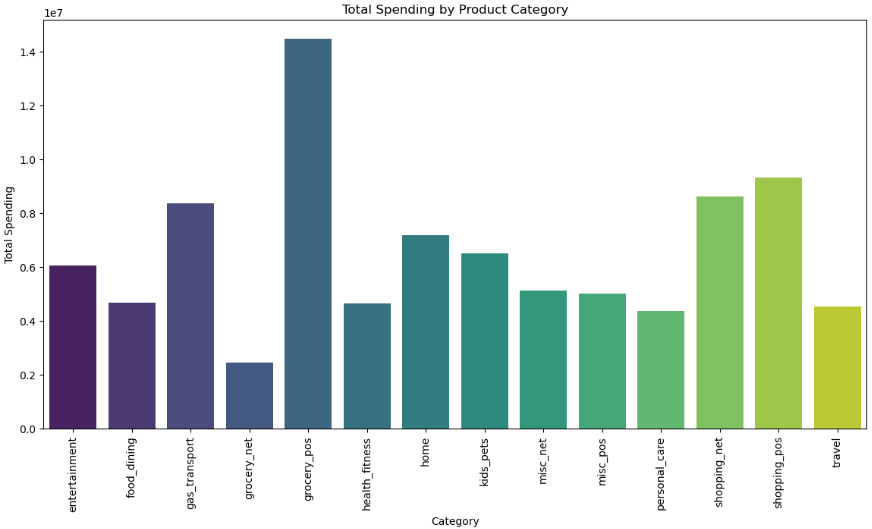 Total Spending by Product Category
1e7
1.4
1.2
1.0
0.8
0.6
0.4
0.2
0.0
Total Spending
entertainment
food_dining
gas_transport
grocery_net
grocery_pos
health_fitness
home
kids_pets
misc_net
misc_pos
personal_care
shopping_net
shopping_pos
travel
Category